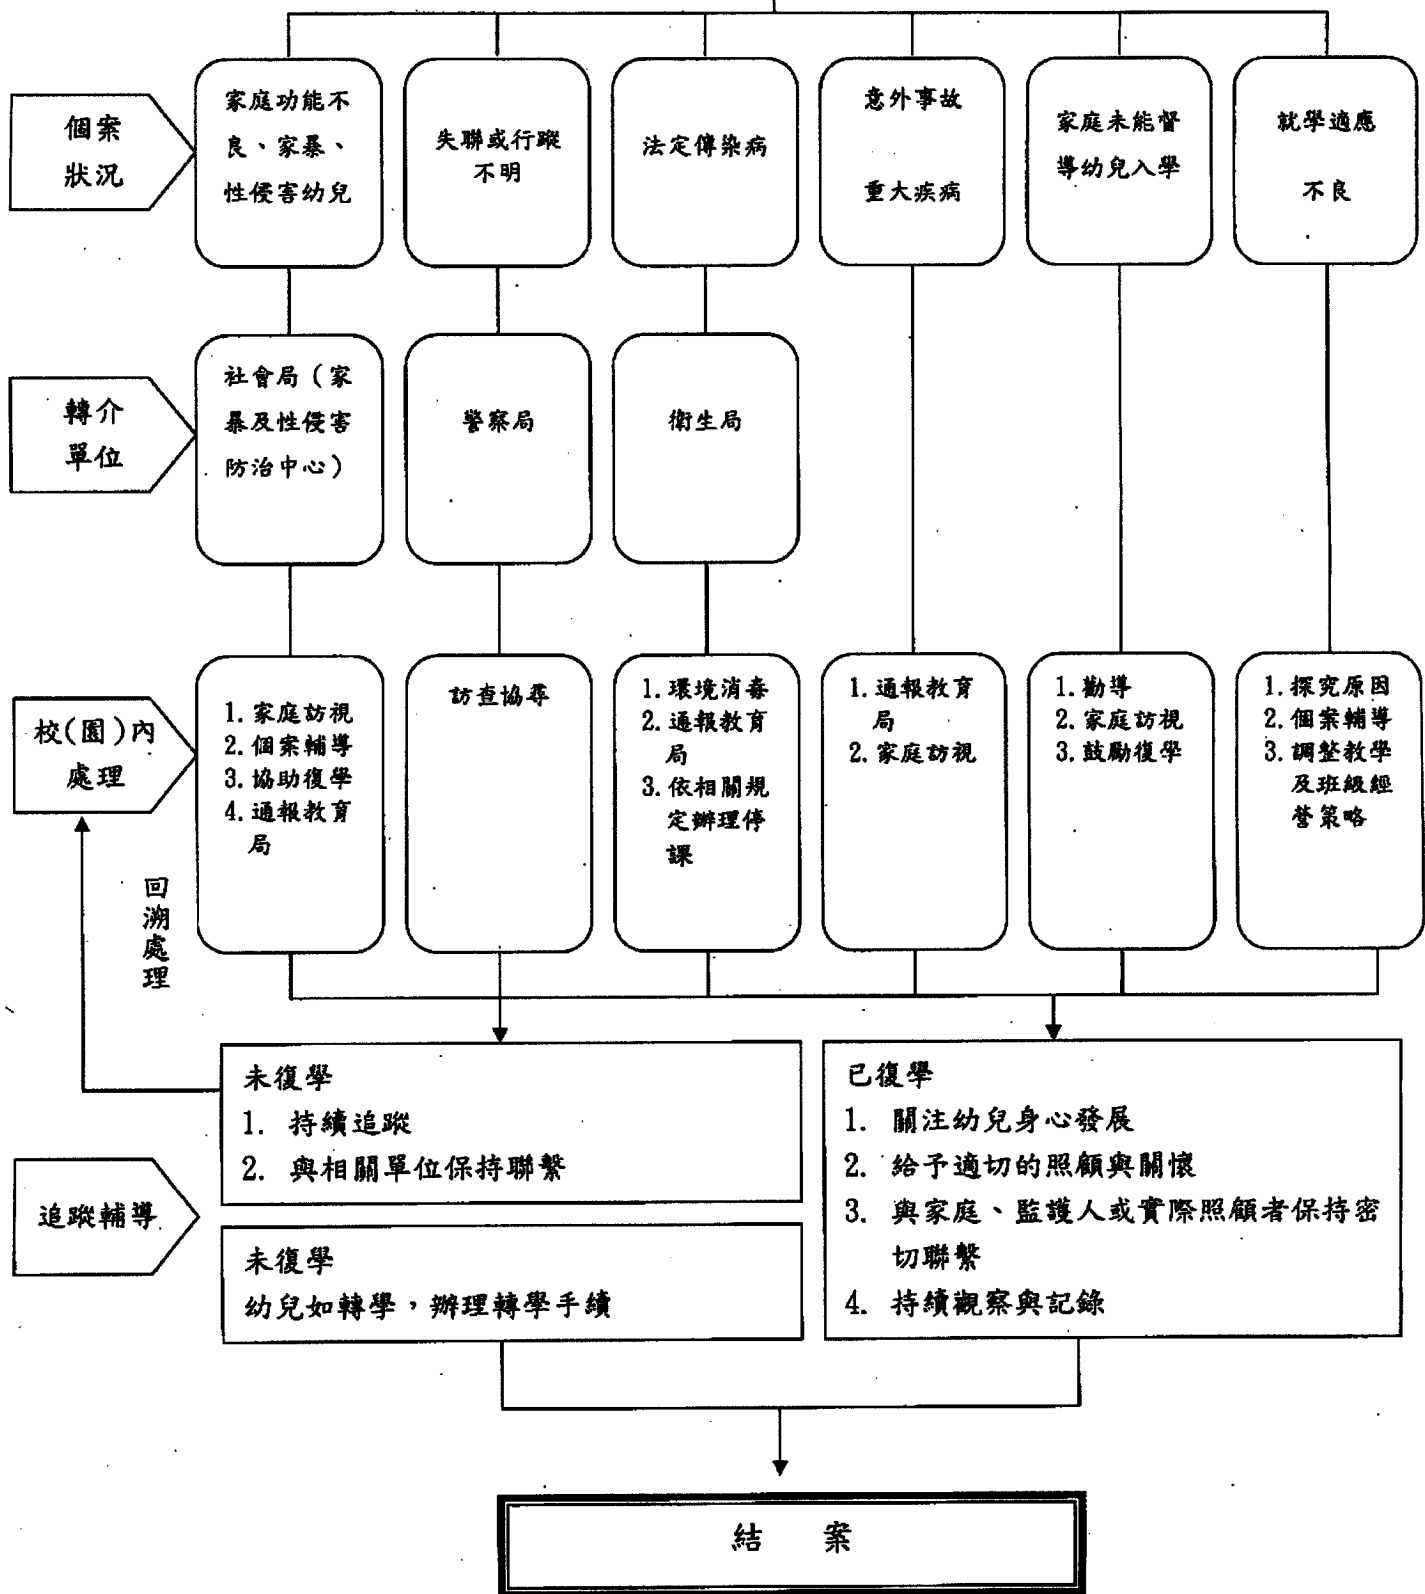 個案
狀況
家庭功能不
良、家暴、
性侵害幼兒
失聯或行蹤
不明
法定傳染病
意外事故
重大疾病
家庭未能督
導幼兒入學
就學適應
不良
轉介
單位
社會局（家
暴及性侵害
防治中心）
警察局
衛生局
校(園)內
處理
1. 家庭訪視
2. 個案輔導
3. 協助復學
4. 通報教育
局
訪查協尋
1. 環境消毒
2. 通報教育
局
3. 依相關規
定辦理停
課
1. 通報教育
局
2. 家庭訪視
1. 勸導
2. 家庭訪視
3. 鼓勵復學
1. 探究原因
2. 個案輔導
3. 調整教學
及班級經
營策略
回溯處理
追蹤輔導
未復學
1. 持續追蹤
2. 與相關單位保持聯繫
未復學
幼兒如轉學，辦理轉學手續
已復學
1. 關注幼兒身心發展
2. 給予適切的照顧與關懷
3. 與家庭、監護人或實際照顧者保持密
切聯繫
4. 持續觀察與記錄
結 案